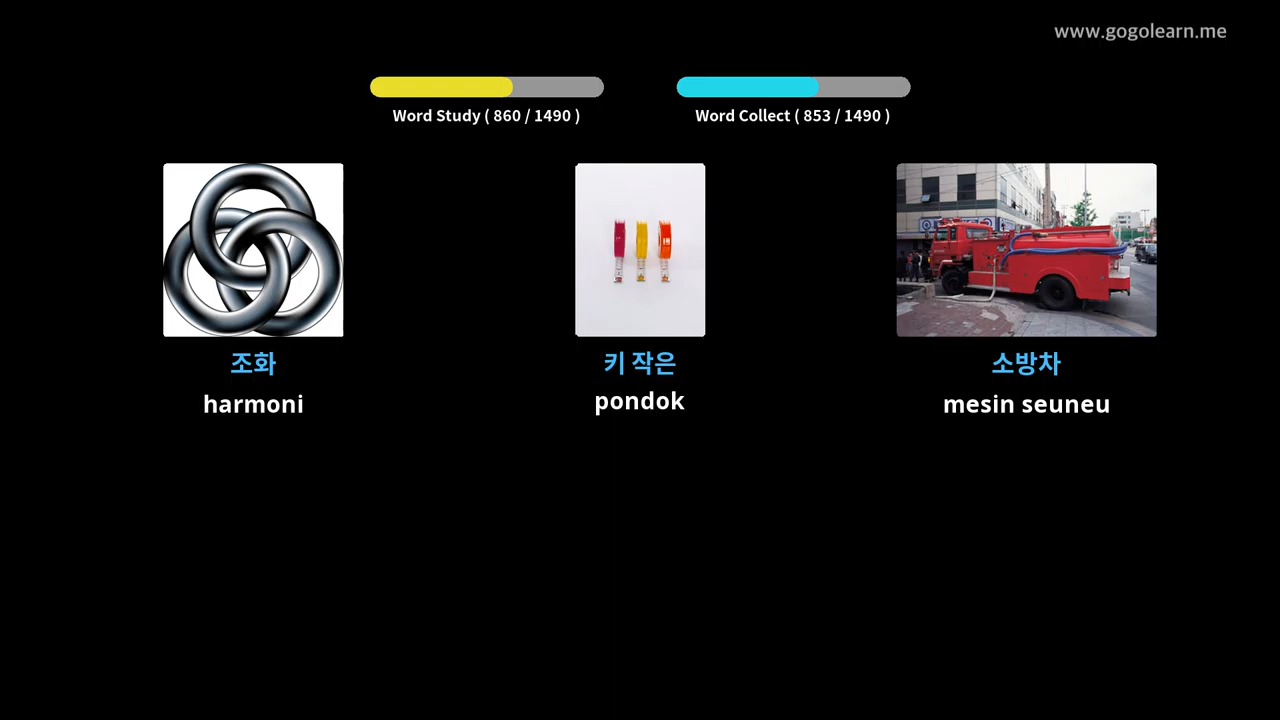 www.gogolearn.me
Word Study ( 860 / 1490 )
Word Collect ( 853 / 1490 )
조화
키 작은
소방차
harmoni
pondok
mesin seuneu